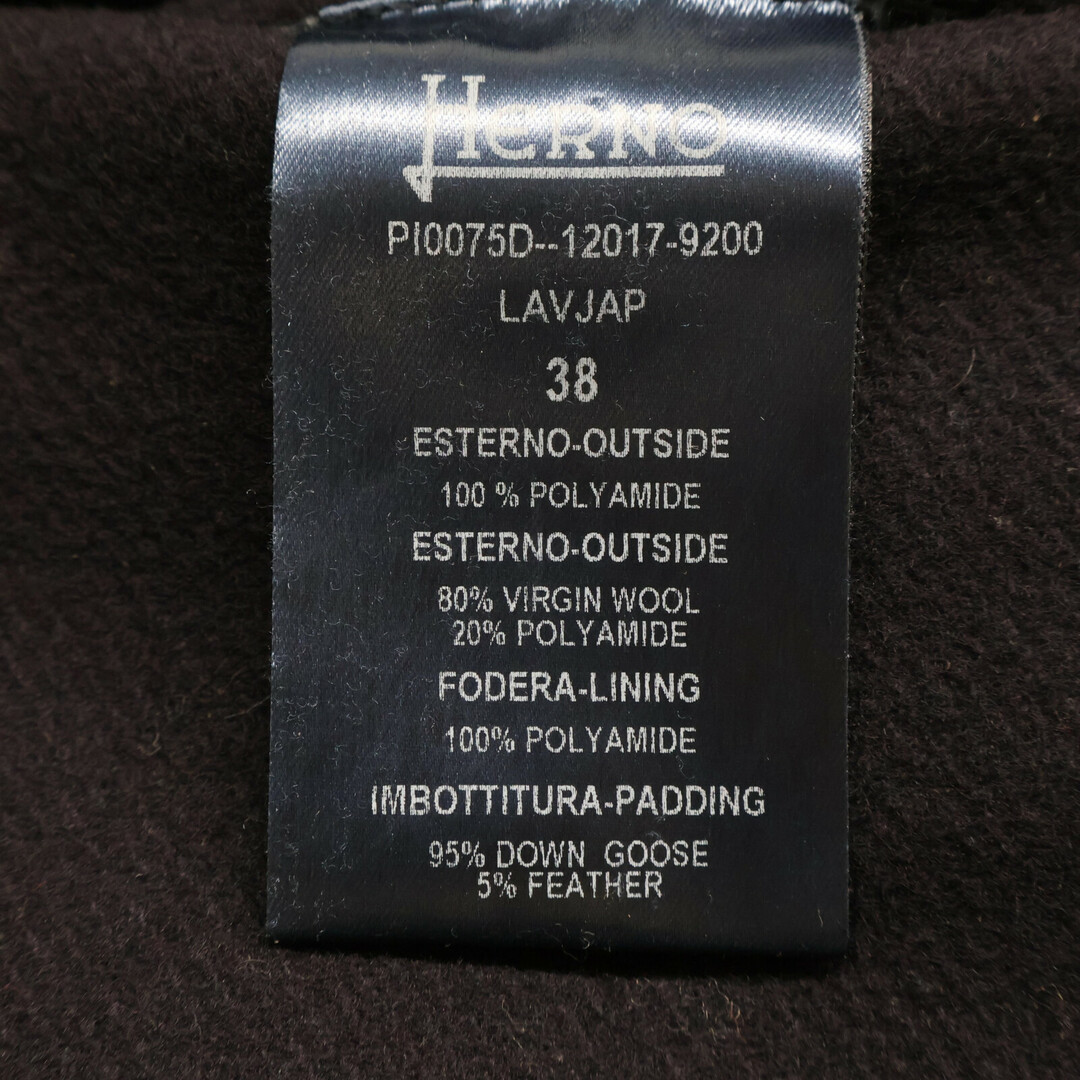 HERNO
PI0075D--12017-9200
LAVJAP
38
ESTERNO-OUTSIDE
100 % POLYAMIDE
ESTERNO-OUTSIDE
80% VIRGIN WOOL
20% POLYAMIDE
FODERA-LINING
100% POLYAMIDE
IMBOTTITURA-PADDING
95% DOWN GOOSE
5% FEATHER